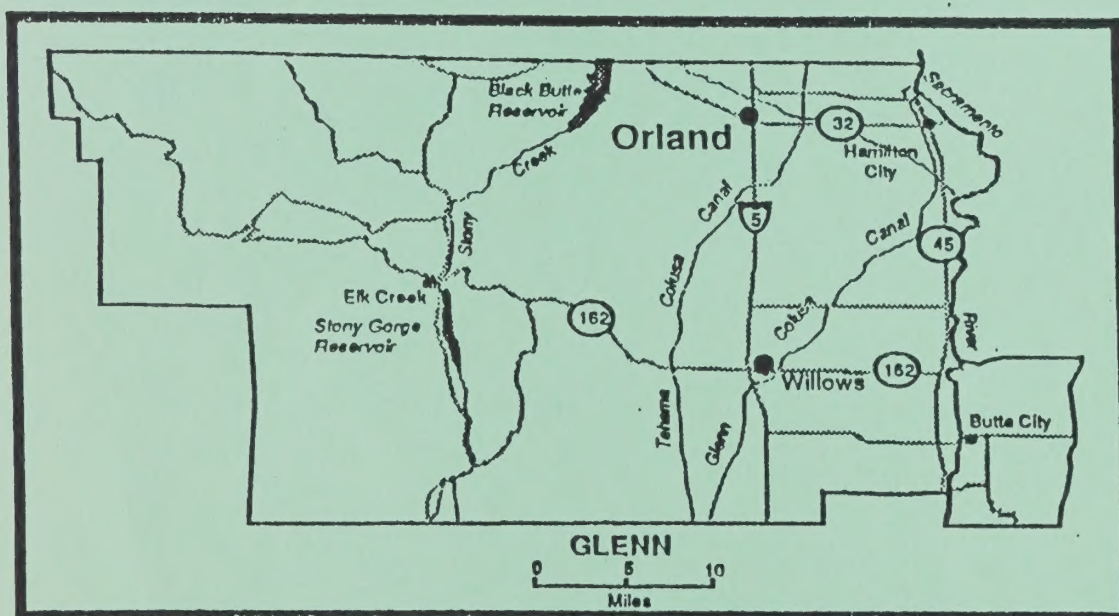 Black Butte
Reservoir
Sacramento
Orland
32
Hamilton
City
Creek
Canal
5
Canal
45
Stony
Colusa
Elk Creek
Stony Gorge
Reservoir
162
Colusa
River
Willows
162
Tehama
Glenn
Butte City
GLENN
0 5 10
Miles